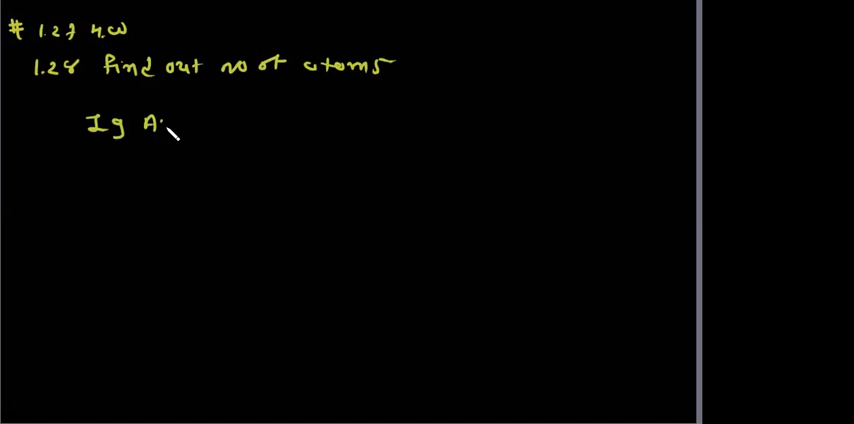 # 1.27 H.W
1.28 find out no of atoms
1g A